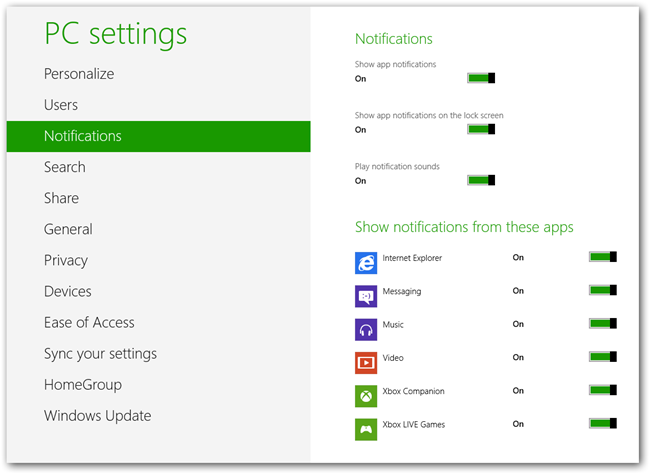 PC settings
Personalize
Users
Notifications
Search
Share
General
Privacy
Devices
Ease of Access
Sync your settings
HomeGroup
Windows Update
Notifications
Show app notifications
On
Show app notifications on the lock screen
On
Play notification sounds
On
Show notifications from these apps
Internet Explorer On
Messaging On
Music On
Video On
Xbox Companion On
Xbox LIVE Games On